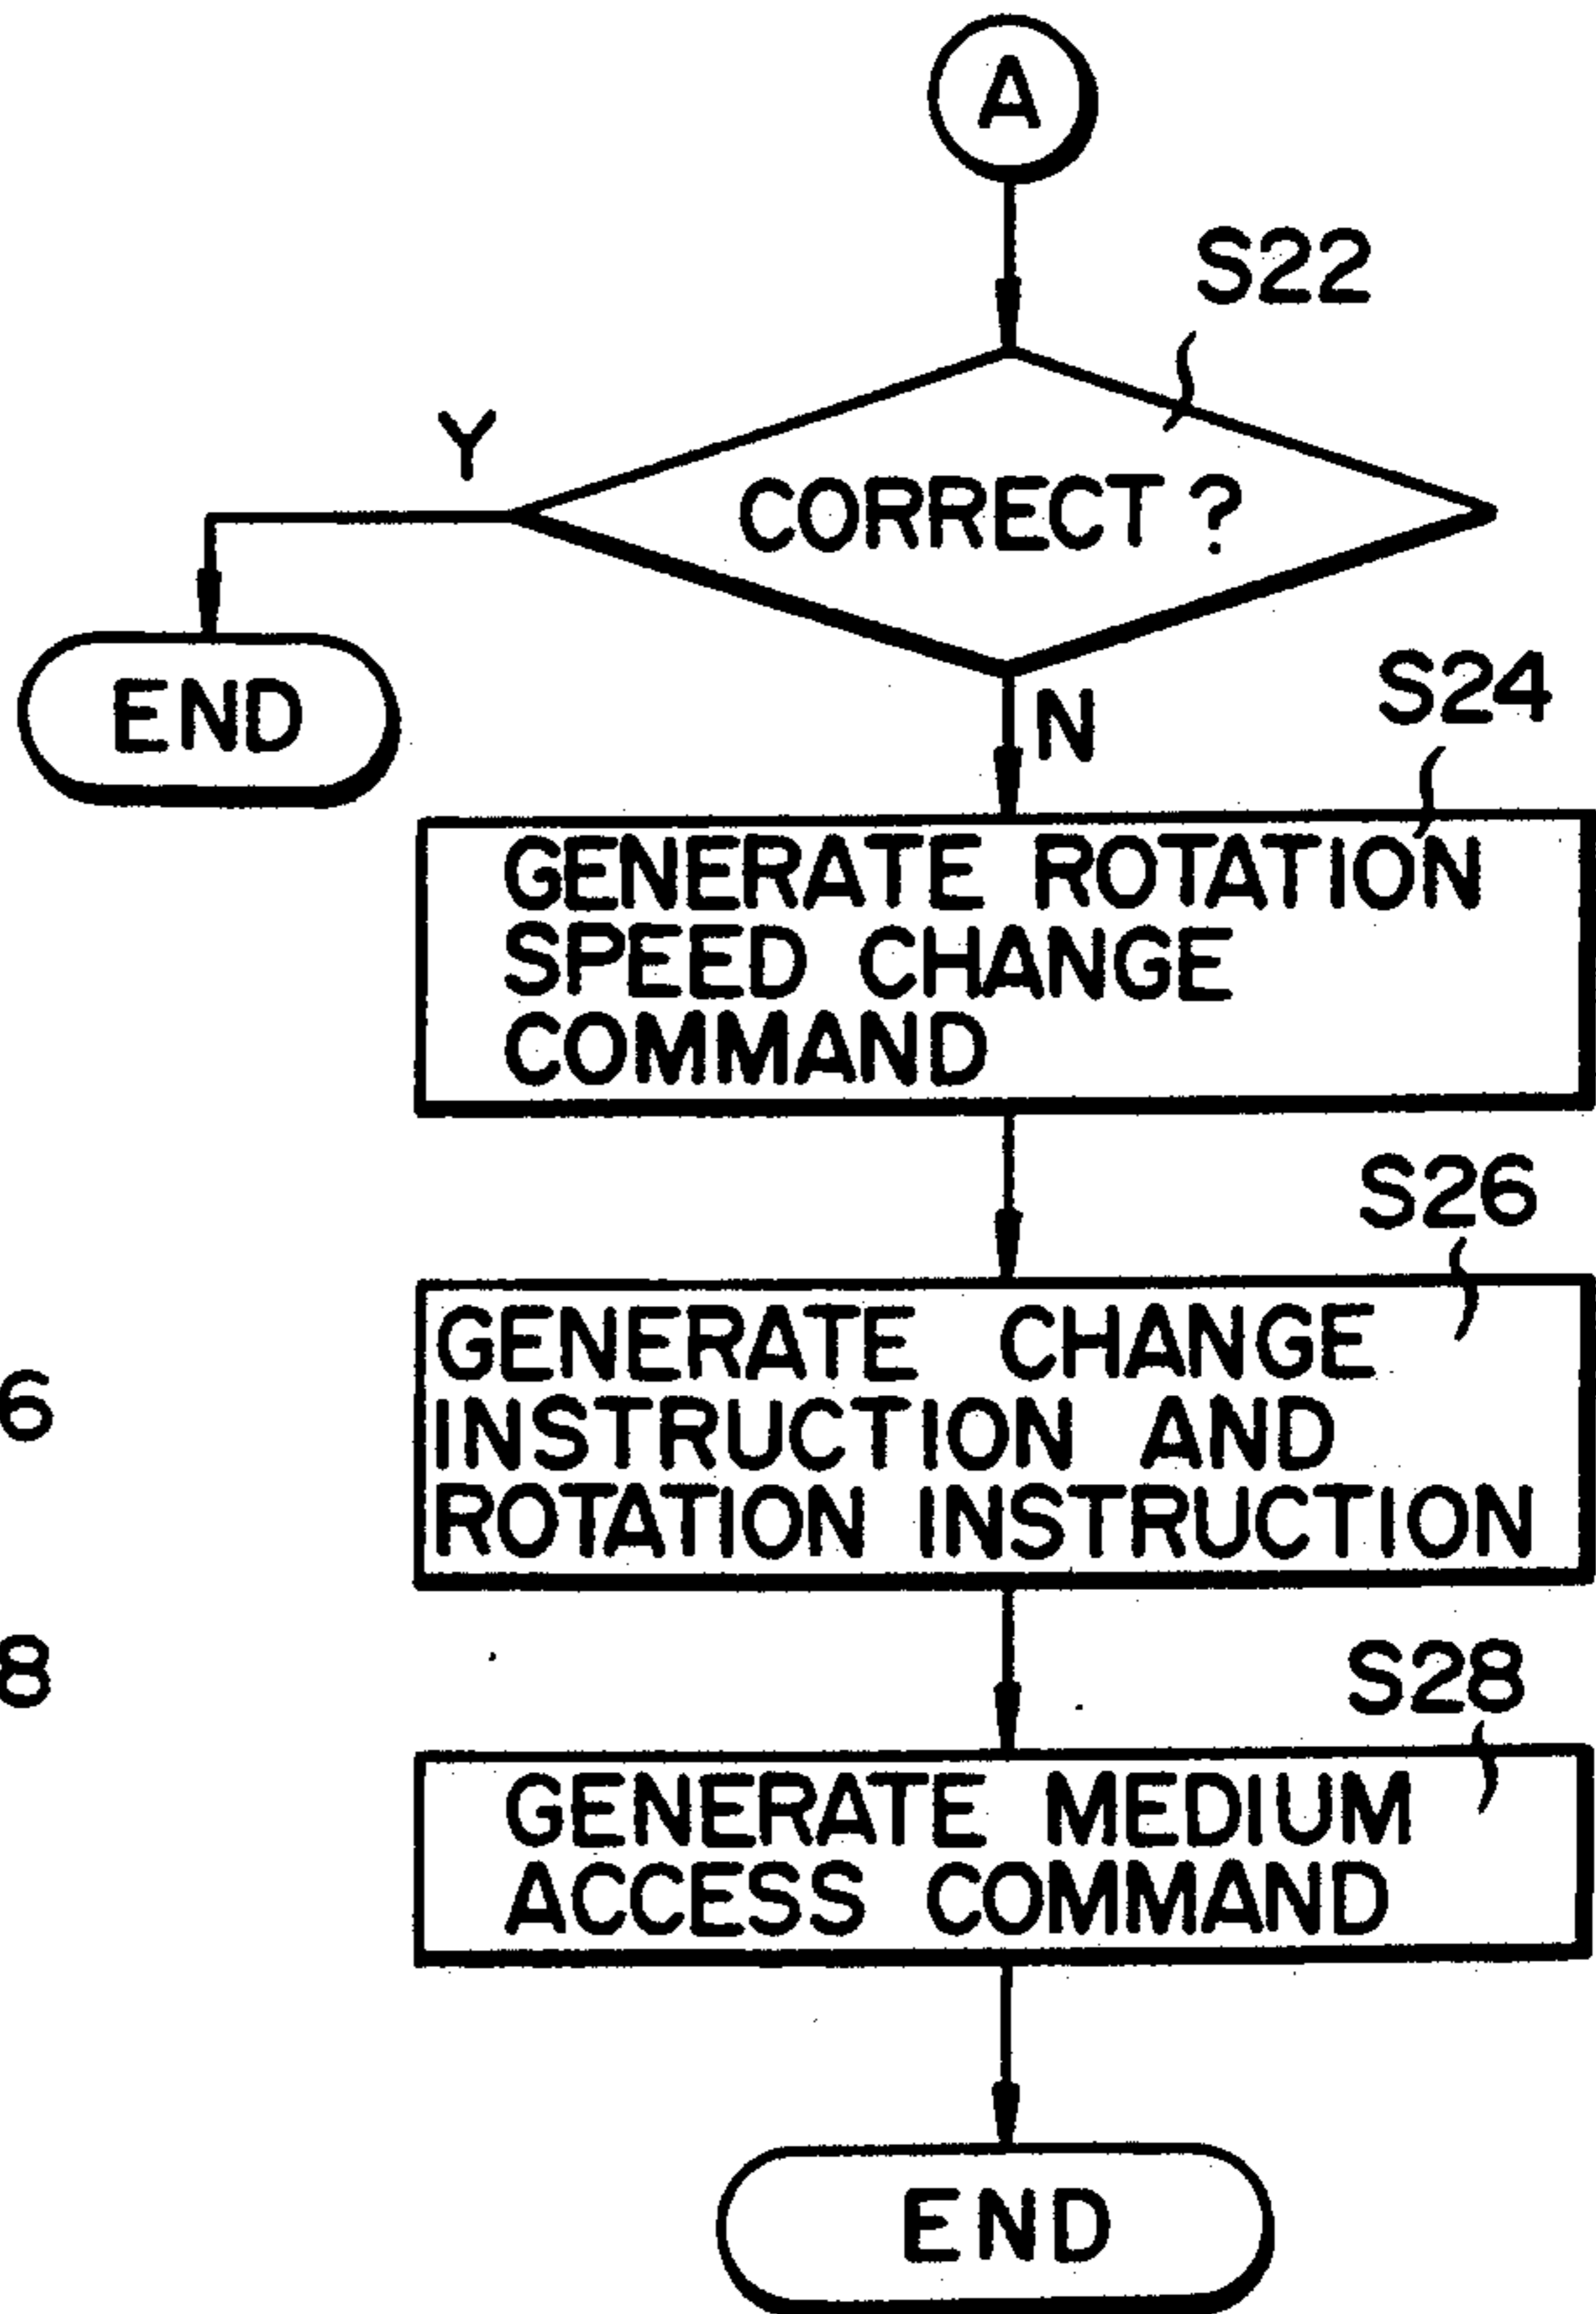 A
S22
Y
CORRECT ?
END
N
S24
GENERATE ROTATION
SPEED CHANGE
COMMAND
S26
GENERATE CHANGE
INSTRUCTION AND
ROTATION INSTRUCTION
6
8
S28
GENERATE MEDIUM
ACCESS COMMAND
END